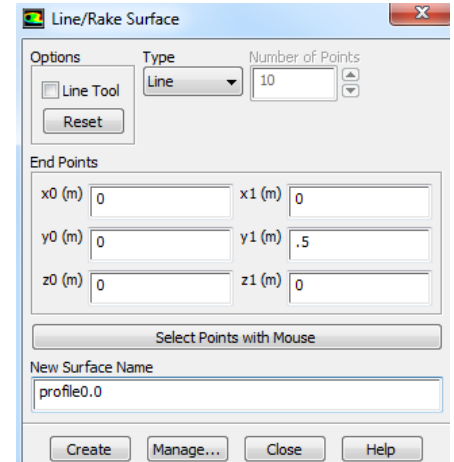 Line/Rake Surface
Options
Type
Number of Points
Line Tool
Line
10
Reset
End Points
x0 (m) 0
x1 (m) 0
y0 (m) 0
y1 (m) .5
z0 (m) 0
z1 (m) 0
Select Points with Mouse
New Surface Name
profile0.0
Create
Manage...
Close
Help